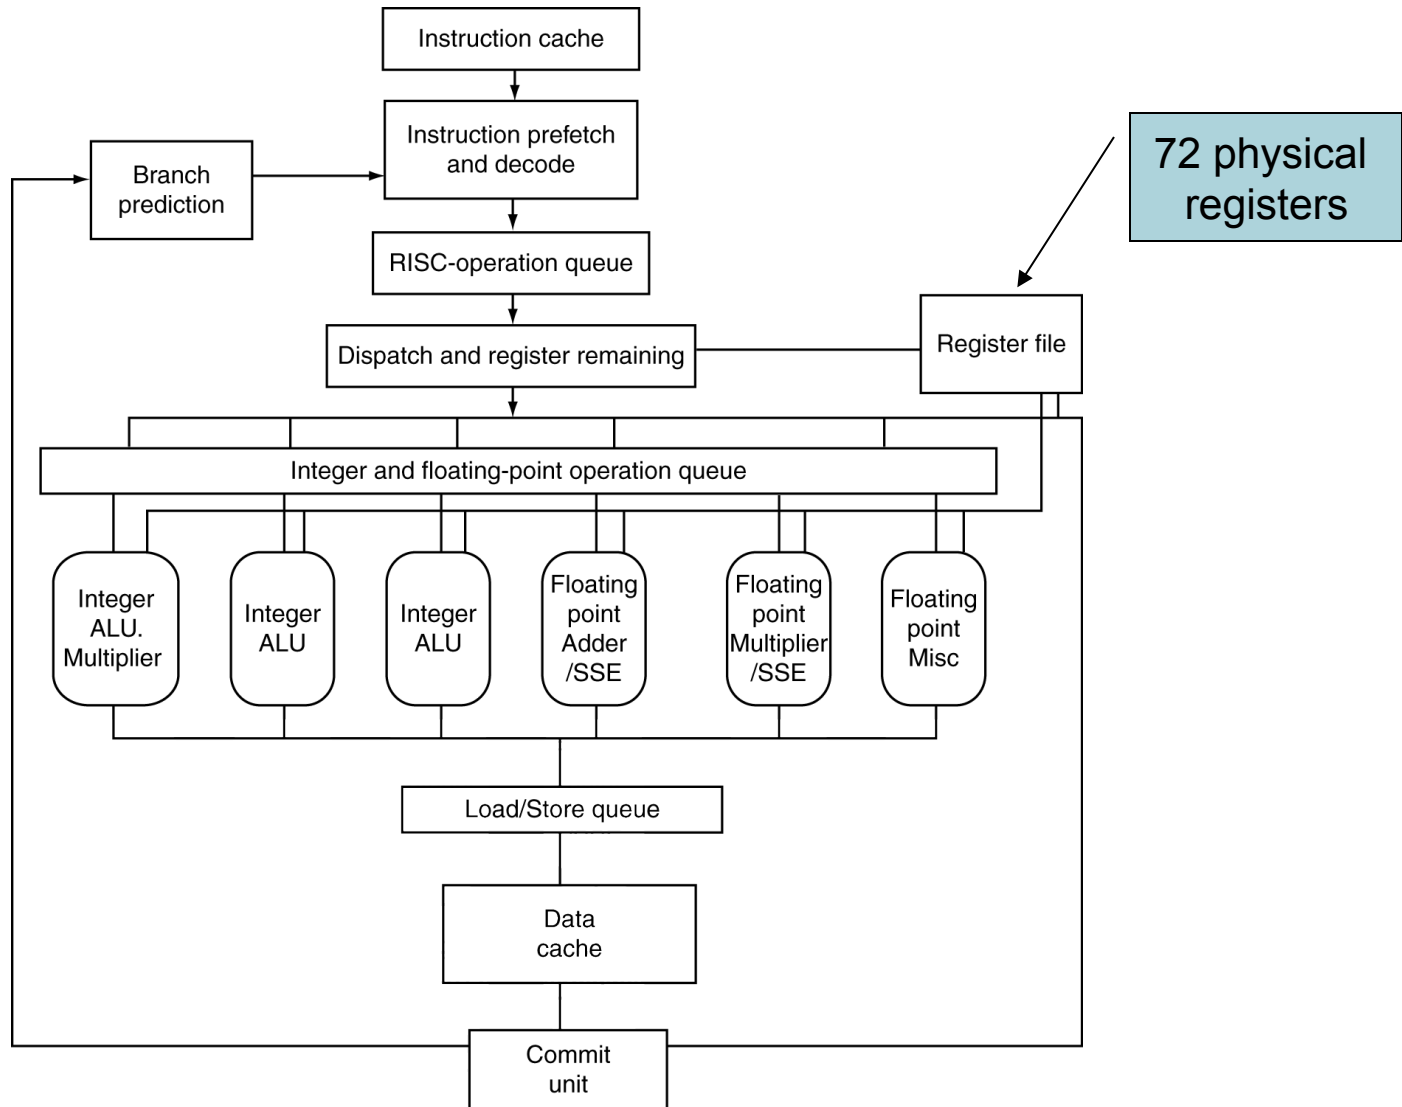 Instruction cache
Instruction prefetch
and decode
Branch
prediction
72 physical
registers
RISC-operation queue
Dispatch and register remaining
Register file
Integer and floating-point operation queue
Integer
ALU.
Multiplier
Integer
ALU
Integer
ALU
Floating
point
Adder
/SSE
Floating
point
Multiplier
/SSE
Floating
point
Misc
Load/Store queue
Data
cache
Commit
unit